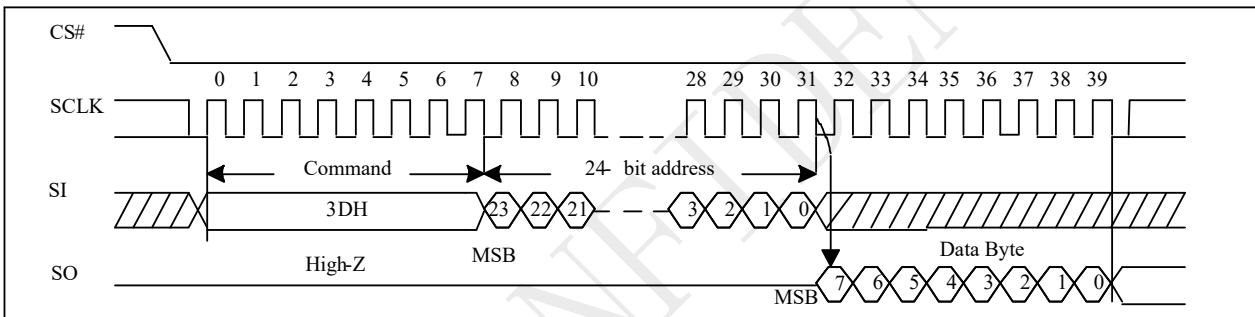 CS#
0 1 2 3 4 5 6 7 8 9 10 28 29 30 31 32 33 34 35 36 37 38 39
SCLK
Command 24- bit address
SI 3DH 23 22 21 3 2 1 0
High-Z MSB Data Byte
SO MSB 7 6 5 4 3 2 1 0
NFIDEN